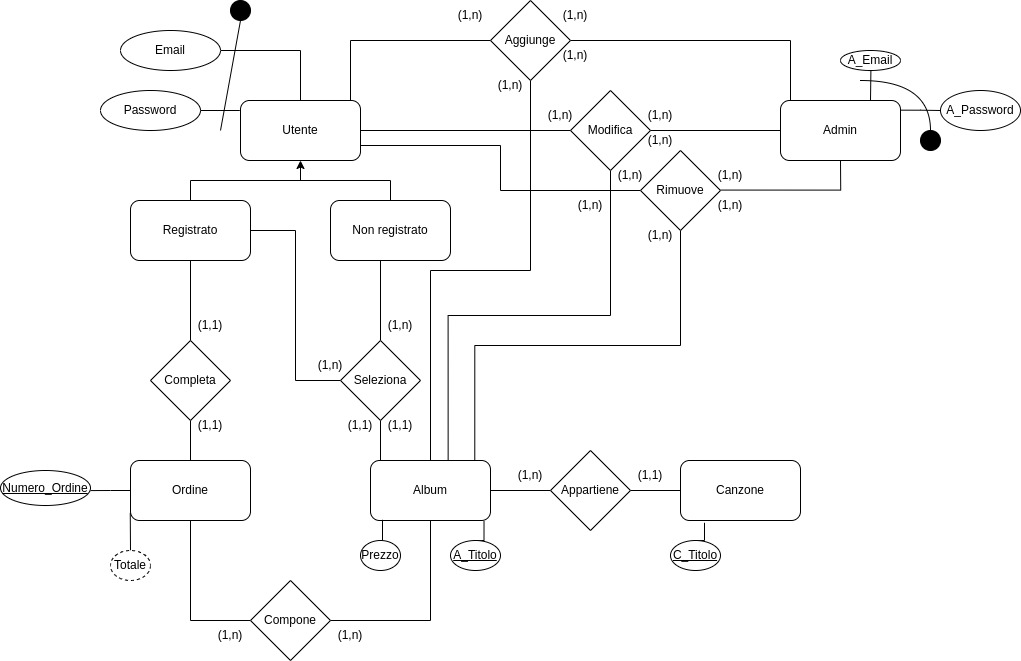 (1,n)
(1,n)
Email
Aggiunge
(1,n)
A_Email
(1,n)
Password
(1,n)
(1,n)
A_Password
Utente
Modifica
Admin
(1,n)
(1,n)
(1,n)
Rimuove
(1,n)
(1,n)
(1,n)
Registrato
Non registrato
(1,n)
(1,1)
(1,n)
(1,n)
Completa
Seleziona
(1,1)
(1,1)
(1,1)
(1,n)
(1,1)
Numero_Ordine
Ordine
Album
Appartiene
Canzone
Prezzo
A_Titolo
C_Titolo
Totale
Compone
(1,n)
(1,n)